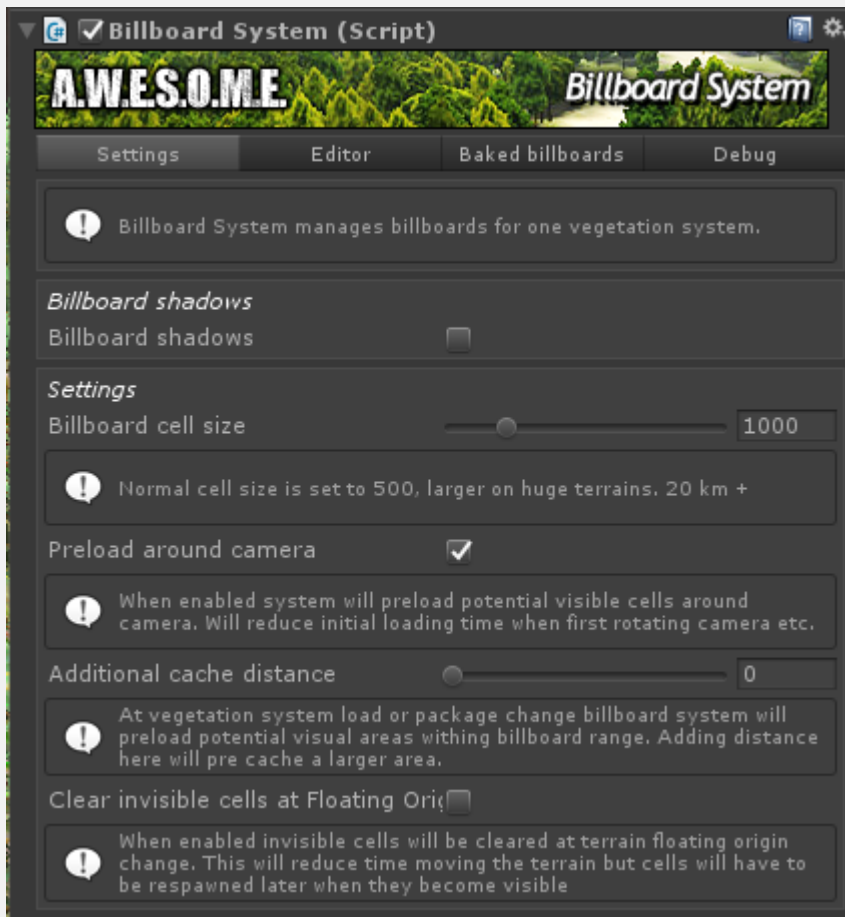 Billboard System (Script)
A.W.E.S.O.M.E. Billboard System
Settings Editor Baked billboards Debug
Billboard System manages billboards for one vegetation system.
Billboard shadows
Billboard shadows
Settings
Billboard cell size 1000
Normal cell size is set to 500, larger on huge terrains. 20 km +
Preload around camera
When enabled system will preload potential visible cells around
camera. Will reduce initial loading time when first rotating camera etc.
Additional cache distance 0
At vegetation system load or package change billboard system will
preload potential visual areas withing billboard range. Adding distance
here will pre cache a larger area.
Clear invisible cells at Floating Orig
When enabled invisible cells will be cleared at terrain floating origin
change. This will reduce time moving the terrain but cells will have to
be respawned later when they become visible